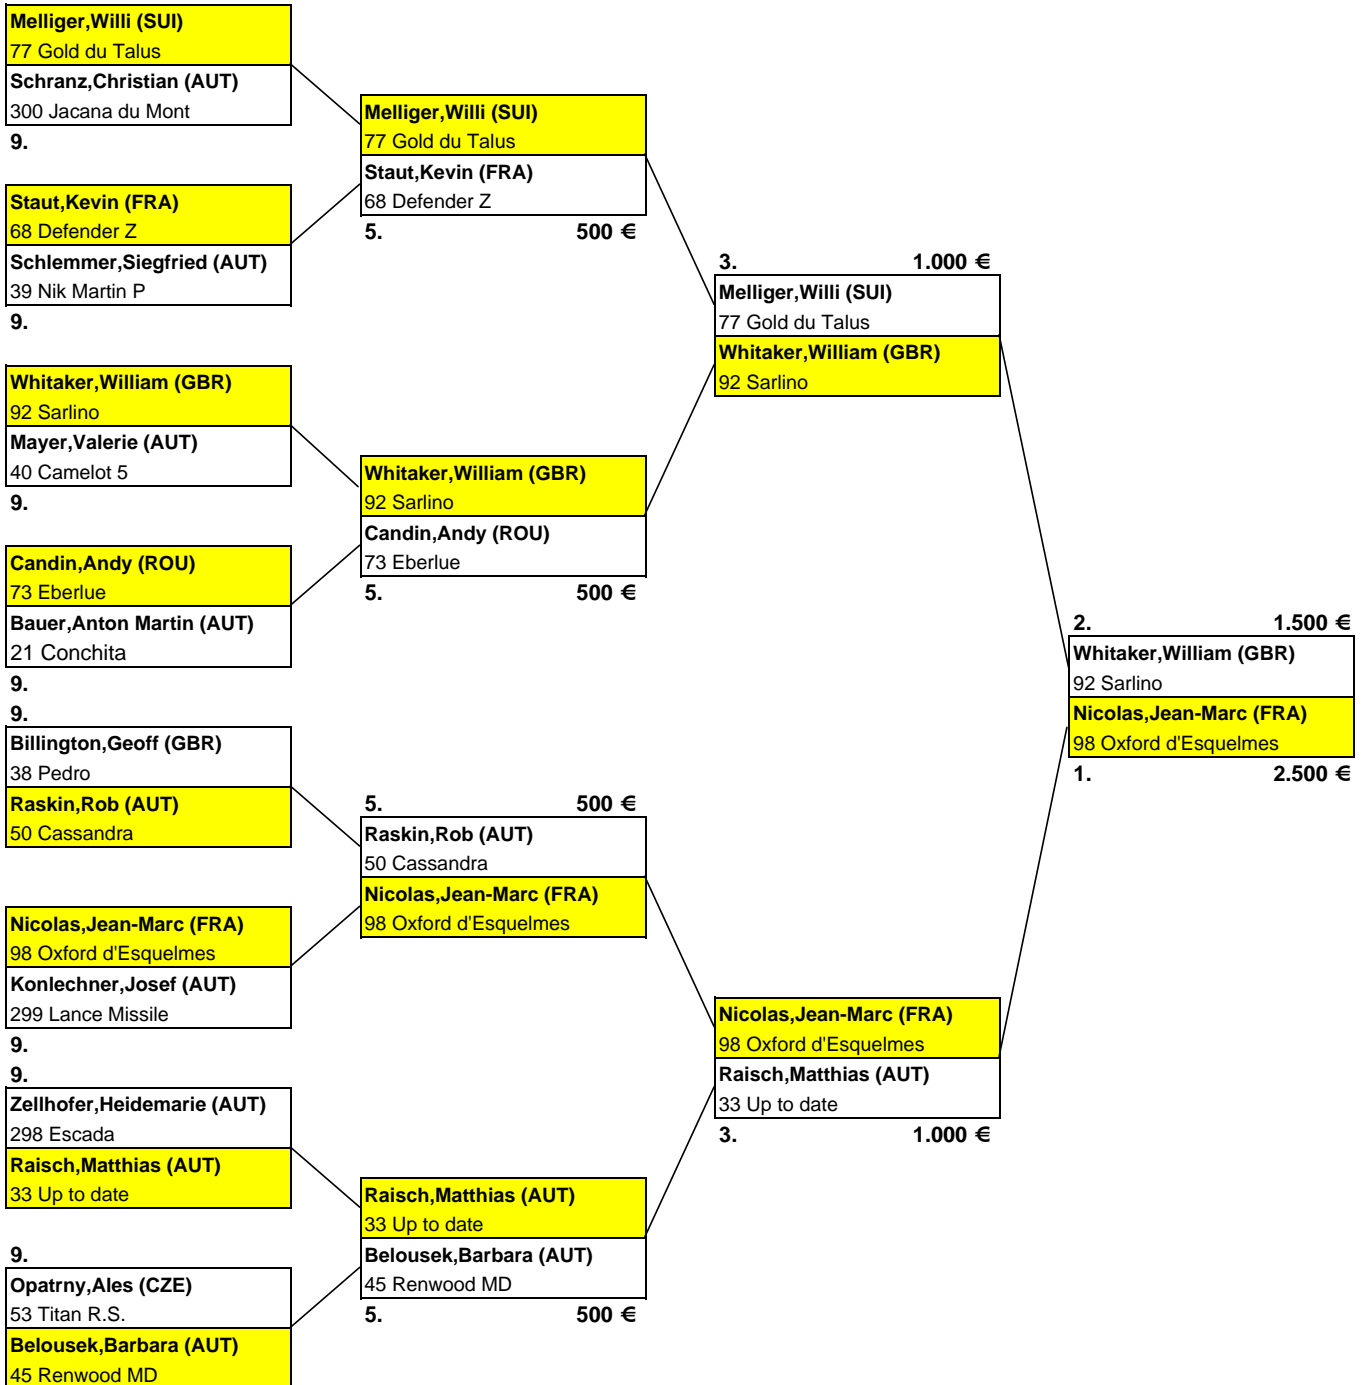 Melliger,Willi (SUI)
77 Gold du Talus
Schranz,Christian (AUT)
300 Jacana du Mont
9.
Staut,Kevin (FRA)
68 Defender Z
Schlemmer,Siegfried (AUT)
39 Nik Martin P
9.
Whitaker,William (GBR)
92 Sarlino
Mayer,Valerie (AUT)
40 Camelot 5
9.
Candin,Andy (ROU)
73 Eberlue
Bauer,Anton Martin (AUT)
21 Conchita
9.
9.
Billington,Geoff (GBR)
38 Pedro
Raskin,Rob (AUT)
50 Cassandra
Nicolas,Jean-Marc (FRA)
98 Oxford d'Esquelmes
Konlechner,Josef (AUT)
299 Lance Missile
9.
9.
Zellhofer,Heidemarie (AUT)
298 Escada
Raisch,Matthias (AUT)
33 Up to date
9.
Opatrny,Ales (CZE)
53 Titan R.S.
Belousek,Barbara (AUT)
45 Renwood MD
Melliger,Willi (SUI)
77 Gold du Talus
Staut,Kevin (FRA)
68 Defender Z
5. 500 €
Whitaker,William (GBR)
92 Sarlino
Candin,Andy (ROU)
73 Eberlue
5. 500 €
5. 500 €
Raskin,Rob (AUT)
50 Cassandra
Nicolas,Jean-Marc (FRA)
98 Oxford d'Esquelmes
Raisch,Matthias (AUT)
33 Up to date
Belousek,Barbara (AUT)
45 Renwood MD
5. 500 €
3. 1.000 €
Melliger,Willi (SUI)
77 Gold du Talus
Whitaker,William (GBR)
92 Sarlino
Nicolas,Jean-Marc (FRA)
98 Oxford d'Esquelmes
Raisch,Matthias (AUT)
33 Up to date
3. 1.000 €
2. 1.500 €
Whitaker,William (GBR)
92 Sarlino
Nicolas,Jean-Marc (FRA)
98 Oxford d'Esquelmes
1. 2.500 €